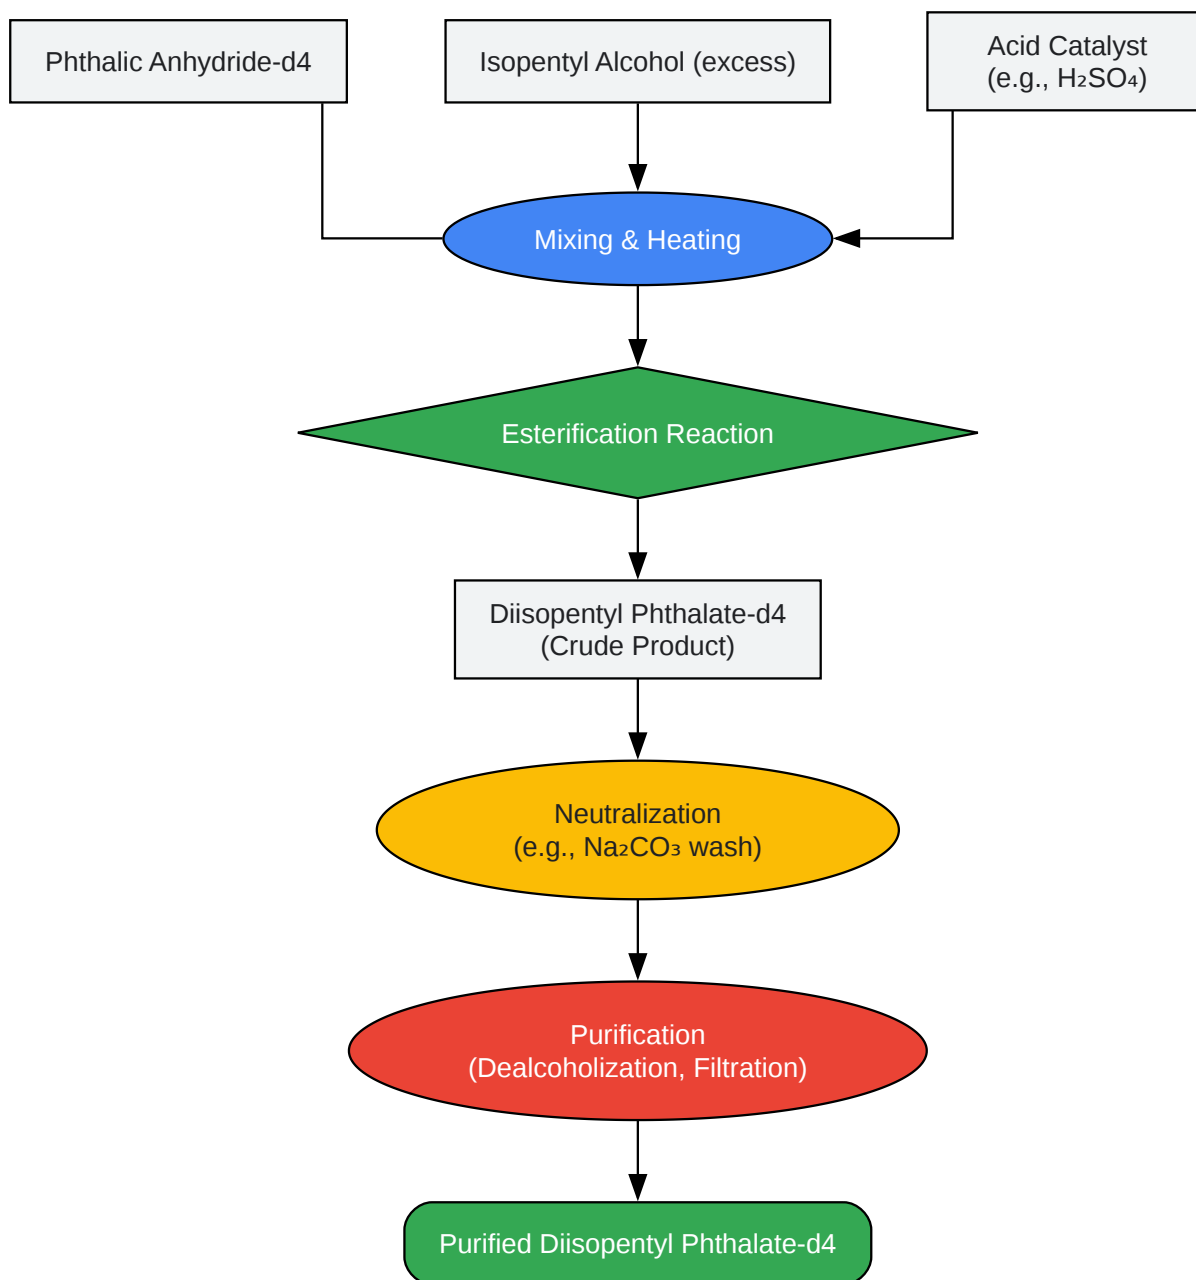 Phthalic Anhydride-d4
Isopentyl Alcohol (excess)
Acid Catalyst
(e.g., H₂SO₄)
Mixing & Heating
Esterification Reaction
Diisopentyl Phthalate-d4
(Crude Product)
Neutralization
(e.g., Na₂CO₃ wash)
Purification
(Dealcoholization, Filtration)
Purified Diisopentyl Phthalate-d4